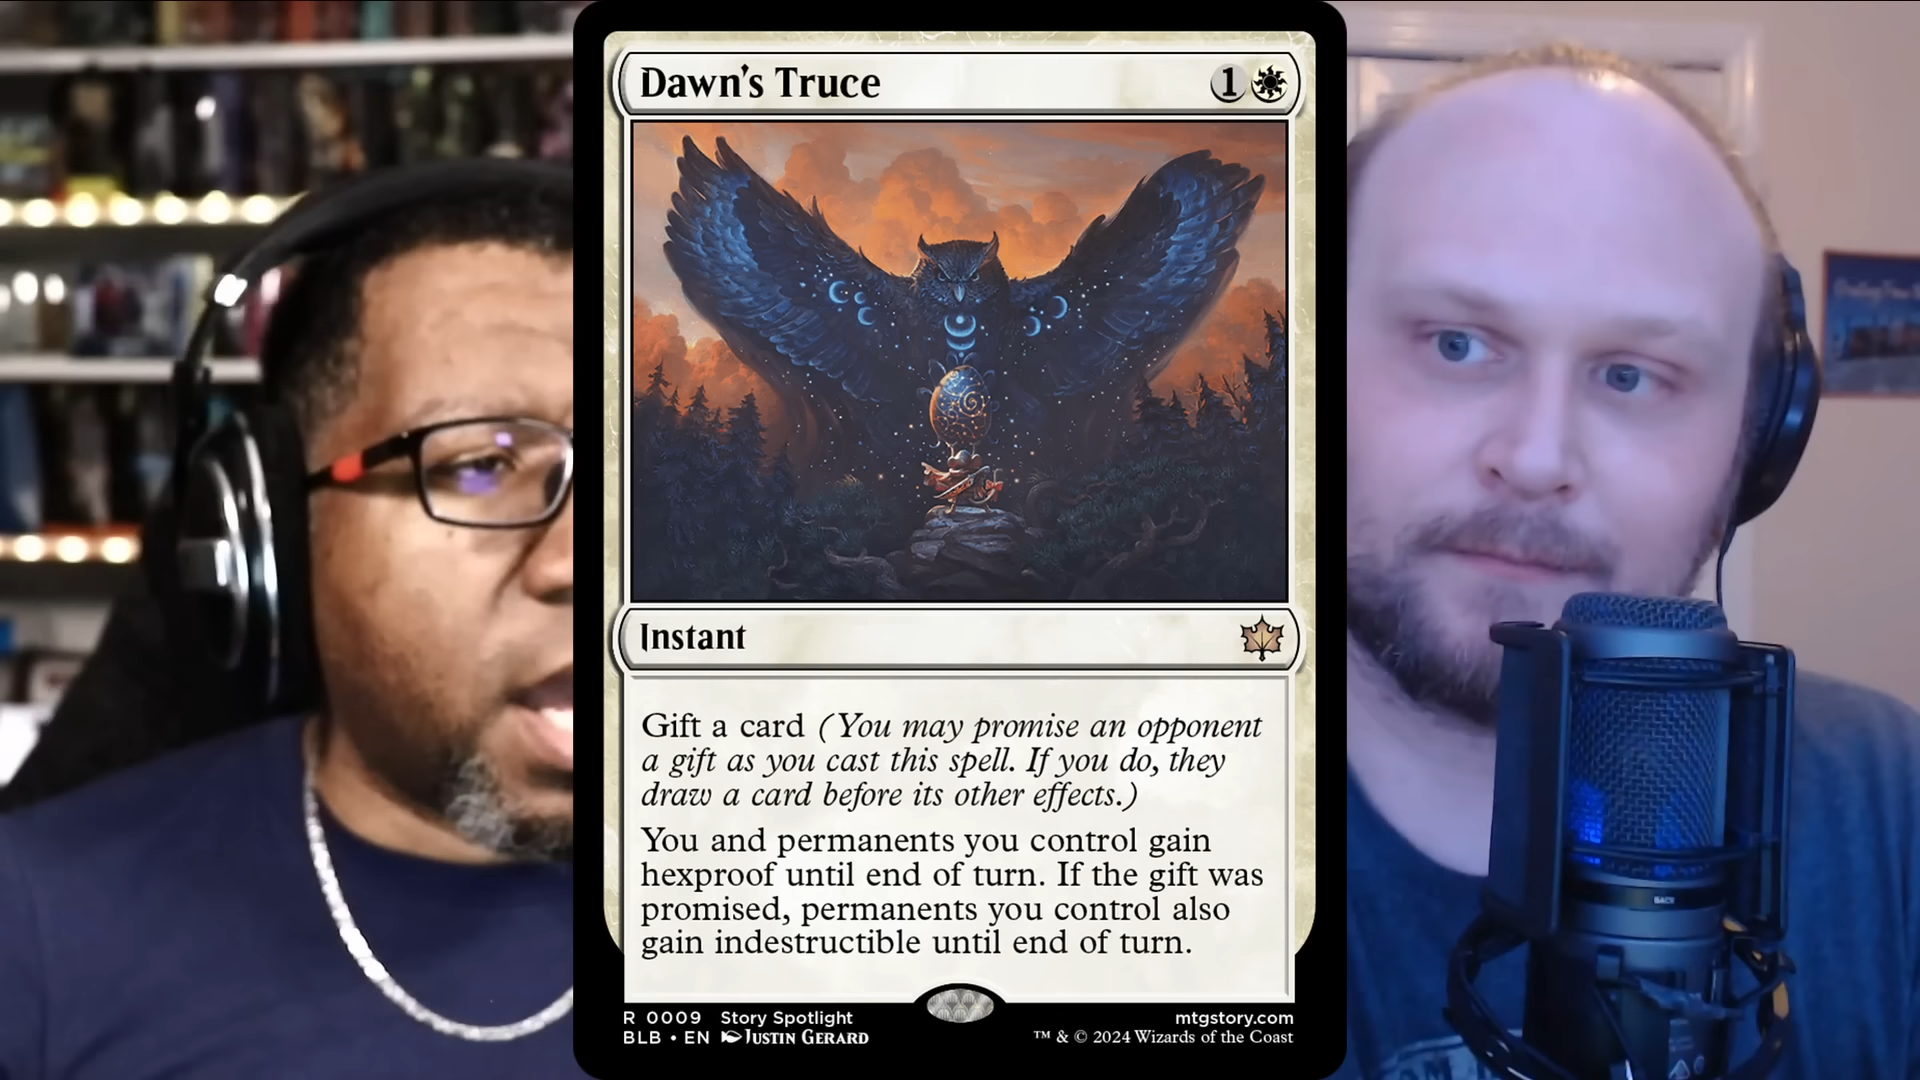 Dawn's Truce
1
Instant
Gift a card (You may promise an opponent
a gift as you cast this spell. If you do, they
draw a card before its other effects.)
You and permanents you control gain
hexproof until end of turn. If the gift was
promised, permanents you control also
gain indestructible until end of turn.
R 0009 Story Spotlight
BLB • EN Justin Gerard
mtgstory.com
™ & © 2024 Wizards of the Coast
BACK